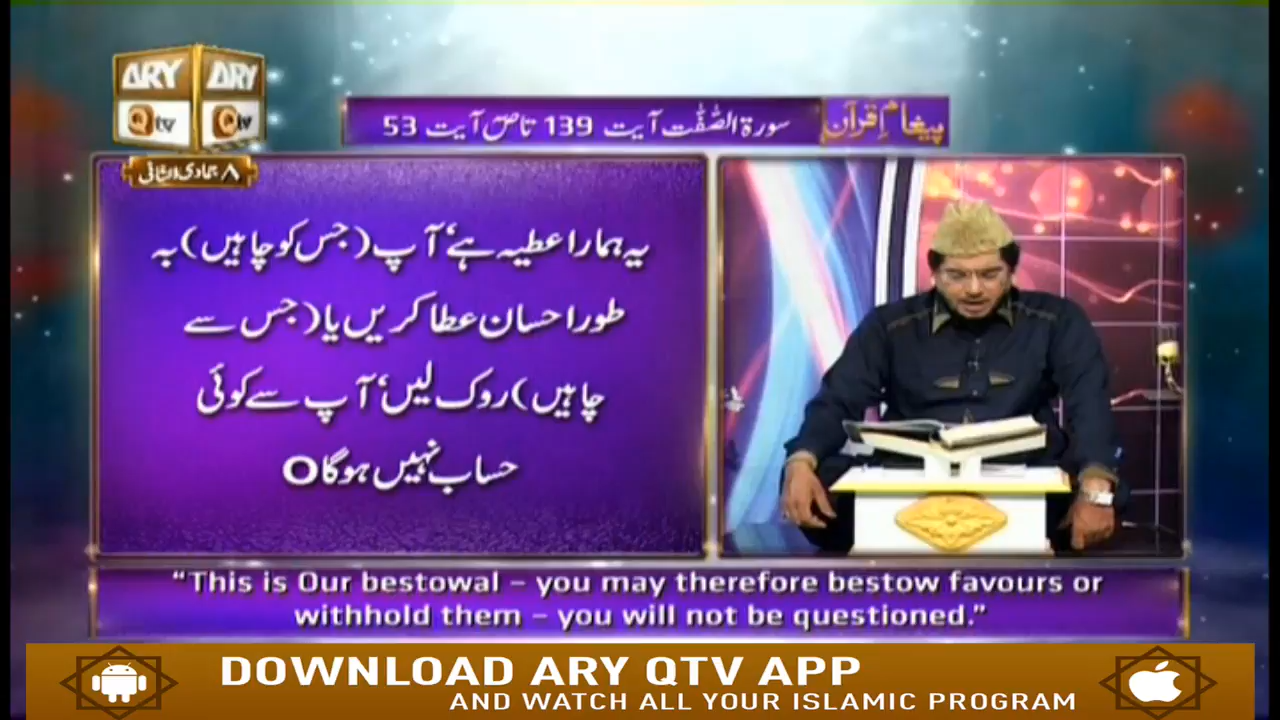 ARY ARY
Qtv Qtv
۸ جمادی الثانی
پیغام قرآن
سورۃ الصّٰفّٰت آیت 139 تا صٓ آیت 53
یہ ہمارا عطیہ ہے‘ آپ (جس کو چاہیں) بہ
طور احسان عطا کریں یا (جس سے
چاہیں) روک لیں‘ آپ سے کوئی
حساب نہیں ہوگا O
“This is Our bestowal – you may therefore bestow favours or
withhold them – you will not be questioned.”
DOWNLOAD ARY QTV APP
AND WATCH ALL YOUR ISLAMIC PROGRAM